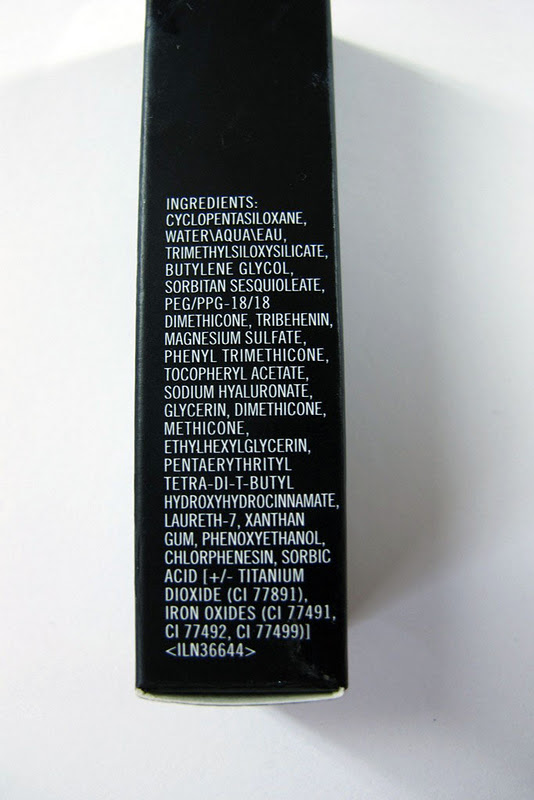 INGREDIENTS:
CYCLOPENTASILOXANE,
WATER\AQUA\EAU,
TRIMETHYLSILOXYSILICATE,
BUTYLENE GLYCOL,
SORBITAN SESQUIOLEATE,
PEG/PPG-18/18
DIMETHICONE, TRIBEHENIN,
MAGNESIUM SULFATE,
PHENYL TRIMETHICONE,
TOCOPHERYL ACETATE,
SODIUM HYALURONATE,
GLYCERIN, DIMETHICONE,
METHICONE,
ETHYLHEXYLGLYCERIN,
PENTAERYTHRITYL
TETRA-DI-T-BUTYL
HYDROXYHYDROCINNAMATE,
LAURETH-7, XANTHAN
GUM, PHENOXYETHANOL,
CHLORPHENESIN, SORBIC
ACID [+/- TITANIUM
DIOXIDE (CI 77891),
IRON OXIDES (CI 77491,
CI 77492, CI 77499)]
<ILN36644>